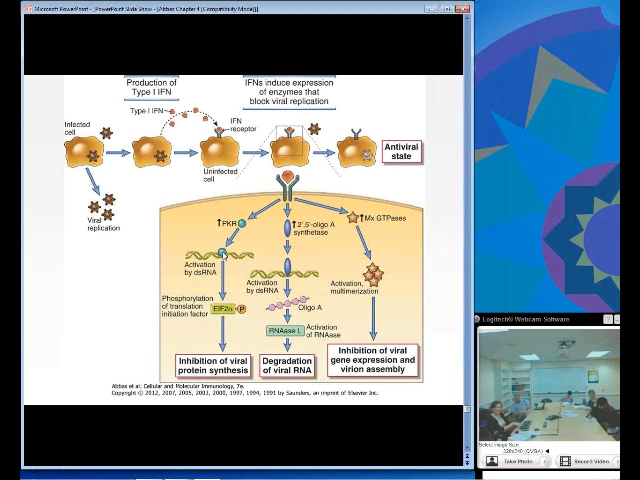 Microsoft PowerPoint - [PowerPoint Slide Show - [Abbas Chapter 4 [Compatibility Mode]]]
Production of
Type I IFN
IFNs induce expression
of enzymes that
block viral replication
Type I IFN
IFN
receptor
Infected
cell
Uninfected
cell
Antiviral
state
Viral
replication
PKR
2',5'-oligo A
synthetase
Mx GTPases
Activation
by dsRNA
Activation
by dsRNA
Activation,
multimerization
Phosphorylation
of translation
initiation factor
EIF2α
P
Oligo A
RNAase L
Activation
of RNAase
Inhibition of viral
protein synthesis
Degradation
of viral RNA
Inhibition of viral
gene expression and
virion assembly
Abbas et al: Cellular and Molecular Immunology, 7e.
Copyright © 2012, 2007, 2005, 2003, 2000, 1997, 1994, 1991 by Saunders, an imprint of Elsevier Inc.
Logitech® Webcam Software
Select Image Size
320x240 (QVGA)
Take Photo
Record Video